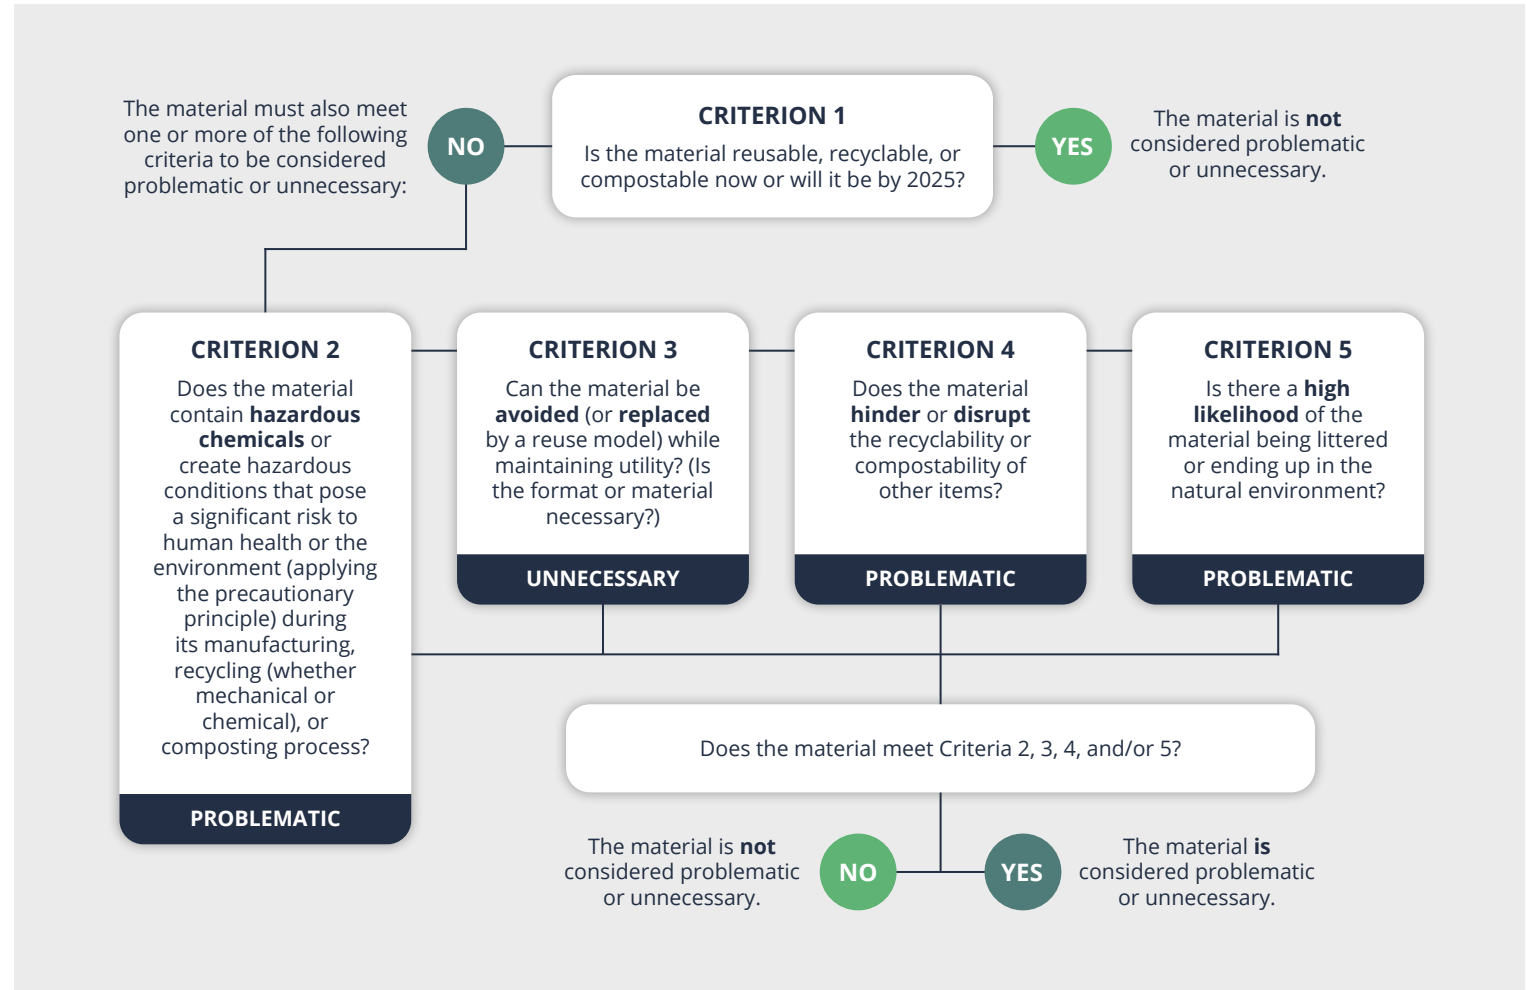 The material must also meet
one or more of the following
criteria to be considered
problematic or unnecessary:
NO
CRITERION 1
Is the material reusable, recyclable, or
compostable now or will it be by 2025?
YES
The material is not
considered problematic
or unnecessary.
CRITERION 2
Does the material
contain hazardous
chemicals or
create hazardous
conditions that pose
a significant risk to
human health or the
environment (applying
the precautionary
principle) during
its manufacturing,
recycling (whether
mechanical or
chemical), or
composting process?
PROBLEMATIC
CRITERION 3
Can the material be
avoided (or replaced
by a reuse model) while
maintaining utility? (Is
the format or material
necessary?)
UNNECESSARY
CRITERION 4
Does the material
hinder or disrupt
the recyclability or
compostability of
other items?
PROBLEMATIC
CRITERION 5
Is there a high
likelihood of the
material being littered
or ending up in the
natural environment?
PROBLEMATIC
Does the material meet Criteria 2, 3, 4, and/or 5?
The material is not
considered problematic
or unnecessary.
NO
YES
The material is
considered problematic
or unnecessary.